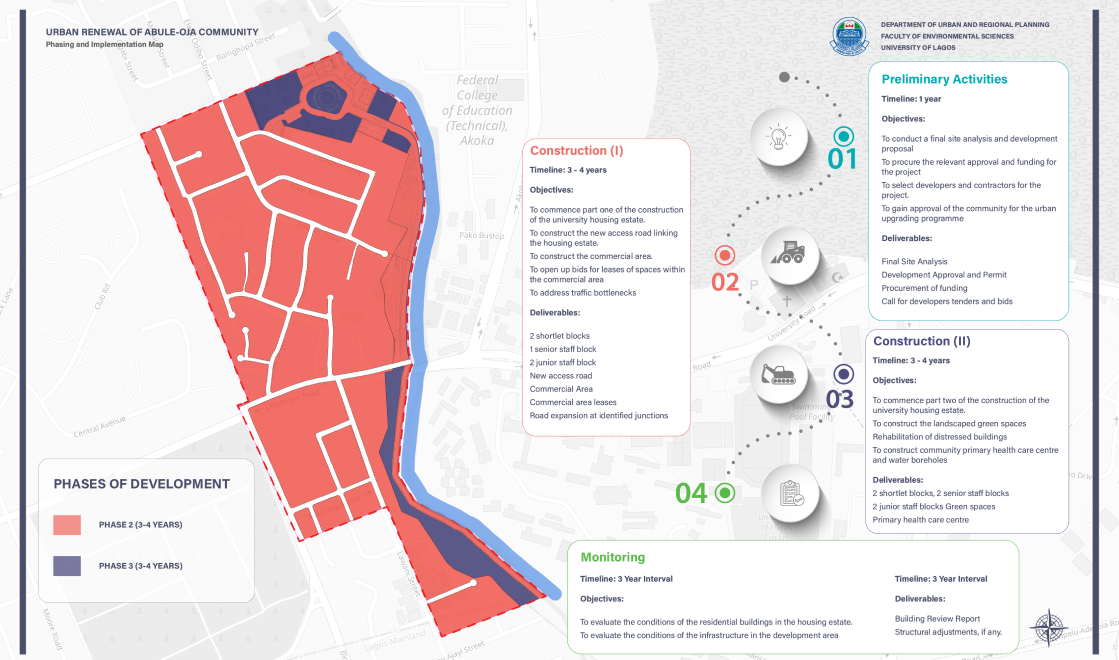 URBAN RENEWAL OF ABULE-OJA COMMUNITY
Phasing and Implementation Map
Barigbopa Street
Federal
College
of Education
(Technical),
Akoka
Pako Bustop
Club Rd
Central Avenue
University Road
Road
P
Lawani Street
Moore Road
Lagos Mainland
Ajayi Street
DEPARTMENT OF URBAN AND REGIONAL PLANNING
FACULTY OF ENVIRONMENTAL SCIENCES
UNIVERSITY OF LAGOS
Preliminary Activities
Timeline: 1 year
Objectives:
To conduct a final site analysis and development
proposal
To procure the relevant approval and funding for
the project
To select developers and contractors for the
project.
To gain approval of the community for the urban
upgrading programme
Deliverables:
Final Site Analysis
Development Approval and Permit
Procurement of funding
Call for developers tenders and bids
01
Construction (I)
Timeline: 3 - 4 years
Objectives:
To commence part one of the construction
of the university housing estate.
To construct the new access road linking
the housing estate.
To construct the commercial area.
To open up bids for leases of spaces within
the commercial area
To address traffic bottlenecks
Deliverables:
2 shortlet blocks
1 senior staff block
2 junior staff block
New access road
Commercial Area
Commercial area leases
Road expansion at identified junctions
02
Construction (II)
Timeline: 3 - 4 years
Objectives:
To commence part two of the construction of the
university housing estate.
To construct the landscaped green spaces
Rehabilitation of distressed buildings
To construct community primary health care centre
and water boreholes
Deliverables:
2 shortlet blocks, 2 senior staff blocks
2 junior staff blocks Green spaces
Primary health care centre
03
04
Monitoring
Timeline: 3 Year Interval
Objectives:
To evaluate the conditions of the residential buildings in the housing estate.
To evaluate the conditions of the infrastructure in the development area
Timeline: 3 Year Interval
Deliverables:
Building Review Report
Structural adjustments, if any.
PHASES OF DEVELOPMENT
PHASE 2 (3-4 YEARS)
PHASE 3 (3-4 YEARS)